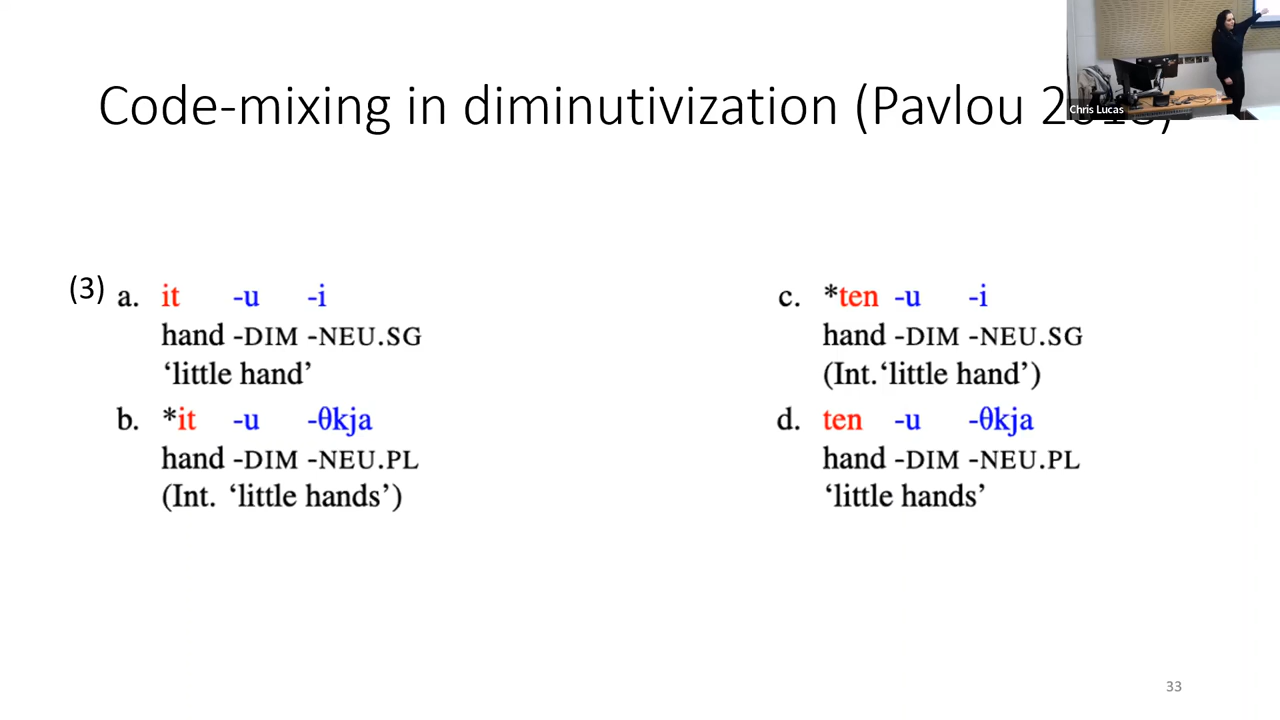 Code-mixing in diminutivization (Pavlou
Chris Lucas
(3) a. it -u -i
hand -DIM -NEU.SG
‘little hand’
b. *it -u -θkja
hand -DIM -NEU.PL
(Int. ‘little hands’)
c. *ten -u -i
hand -DIM -NEU.SG
(Int.‘little hand’)
d. ten -u -θkja
hand -DIM -NEU.PL
‘little hands’
33